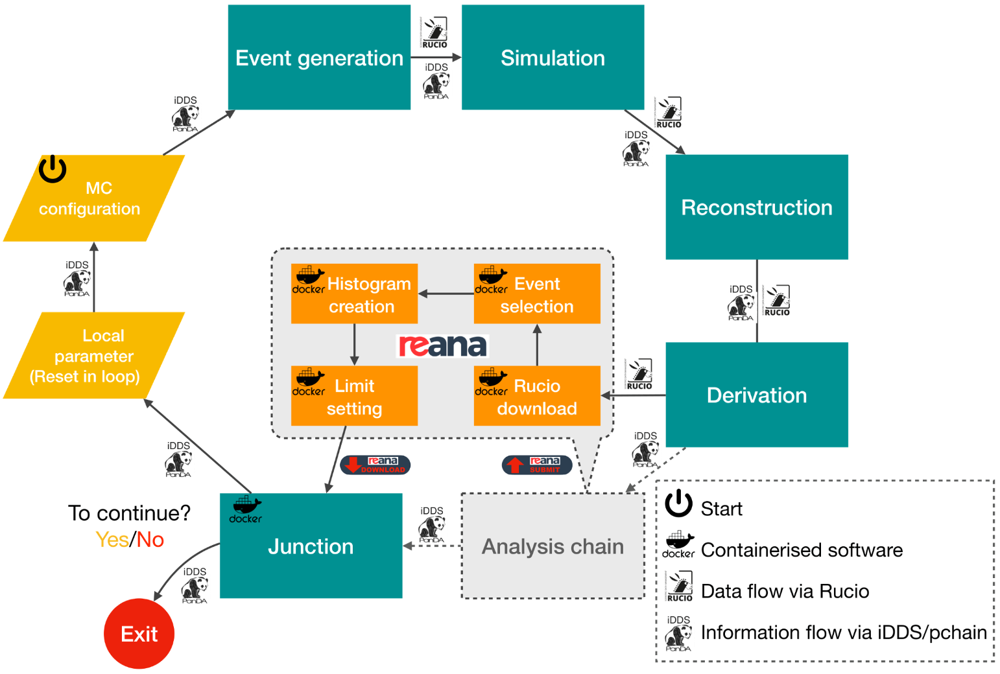 Event generation
RUCIO
iDDS
PanDA
Simulation
iDDS
PanDA
RUCIO
iDDS
PanDA
MC
configuration
Reconstruction
iDDS
PanDA
iDDS
PanDA
RUCIO
docker
Histogram
creation
docker
Event
selection
reana
Local
parameter
(Reset in loop)
docker
Limit
setting
docker
Rucio
download
RUCIO
Derivation
iDDS
PanDA
iDDS
PanDA
reana
DOWNLOAD
reana
SUBMIT
To continue?
Yes/No
docker
Junction
iDDS
PanDA
Analysis chain
iDDS
PanDA
Exit
Start
docker
Containerised software
RUCIO
Data flow via Rucio
iDDS
PanDA
Information flow via iDDS/pchain